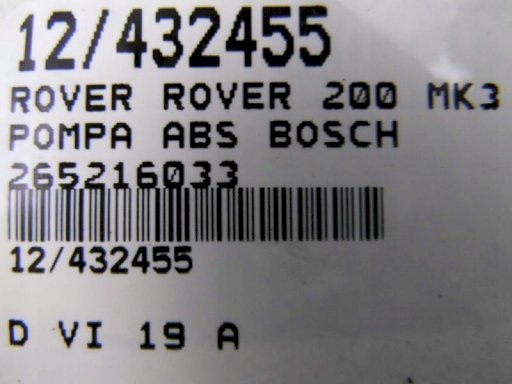 12/432455
ROVER ROVER 200 MK3
POMPA ABS BOSCH
265216033
12/432455
D VI 19 A